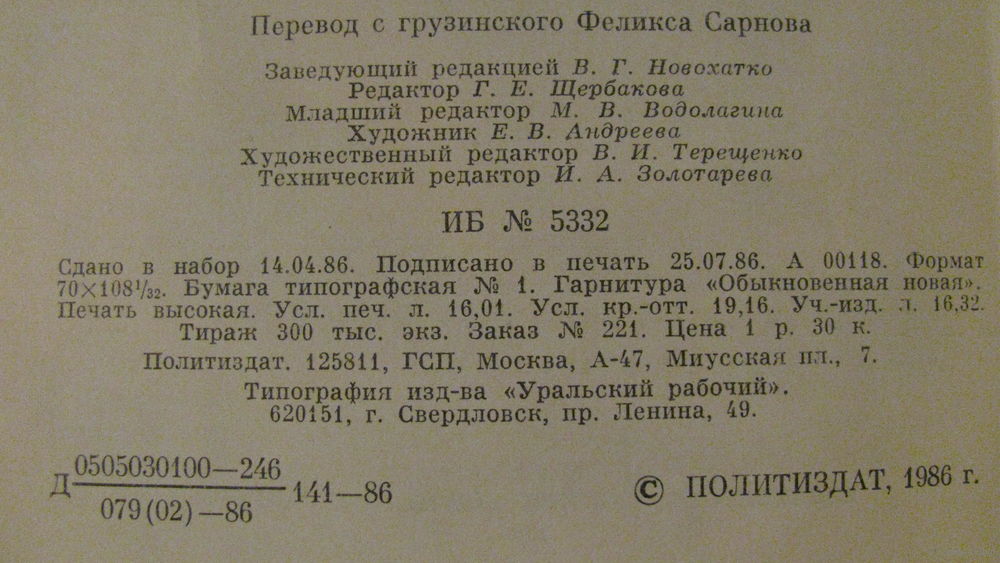 Перевод с грузинского Феликса Сарнова
Заведующий редакцией В. Г. Новохатко
Редактор Г. Е. Щербакова
Младший редактор М. В. Водолагина
Художник Е. В. Андреева
Художественный редактор В. И. Терещенко
Технический редактор И. А. Золотарева
ИБ № 5332
Сдано в набор 14.04.86. Подписано в печать 25.07.86. А 00118. Формат
70×108¹/₃₂. Бумага типографская № 1. Гарнитура «Обыкновенная новая».
Печать высокая. Усл. печ. л. 16,01. Усл. кр.-отт. 19,16. Уч.-изд. л. 16,32.
Тираж 300 тыс. экз. Заказ № 221. Цена 1 р. 30 к.
Политиздат. 125811, ГСП, Москва, А-47, Миусская пл., 7.
Типография изд-ва «Уральский рабочий».
620151, г. Свердловск, пр. Ленина, 49.
Д 0505030100—246
079(02)—86
141—86
© ПОЛИТИЗДАТ, 1986 г.